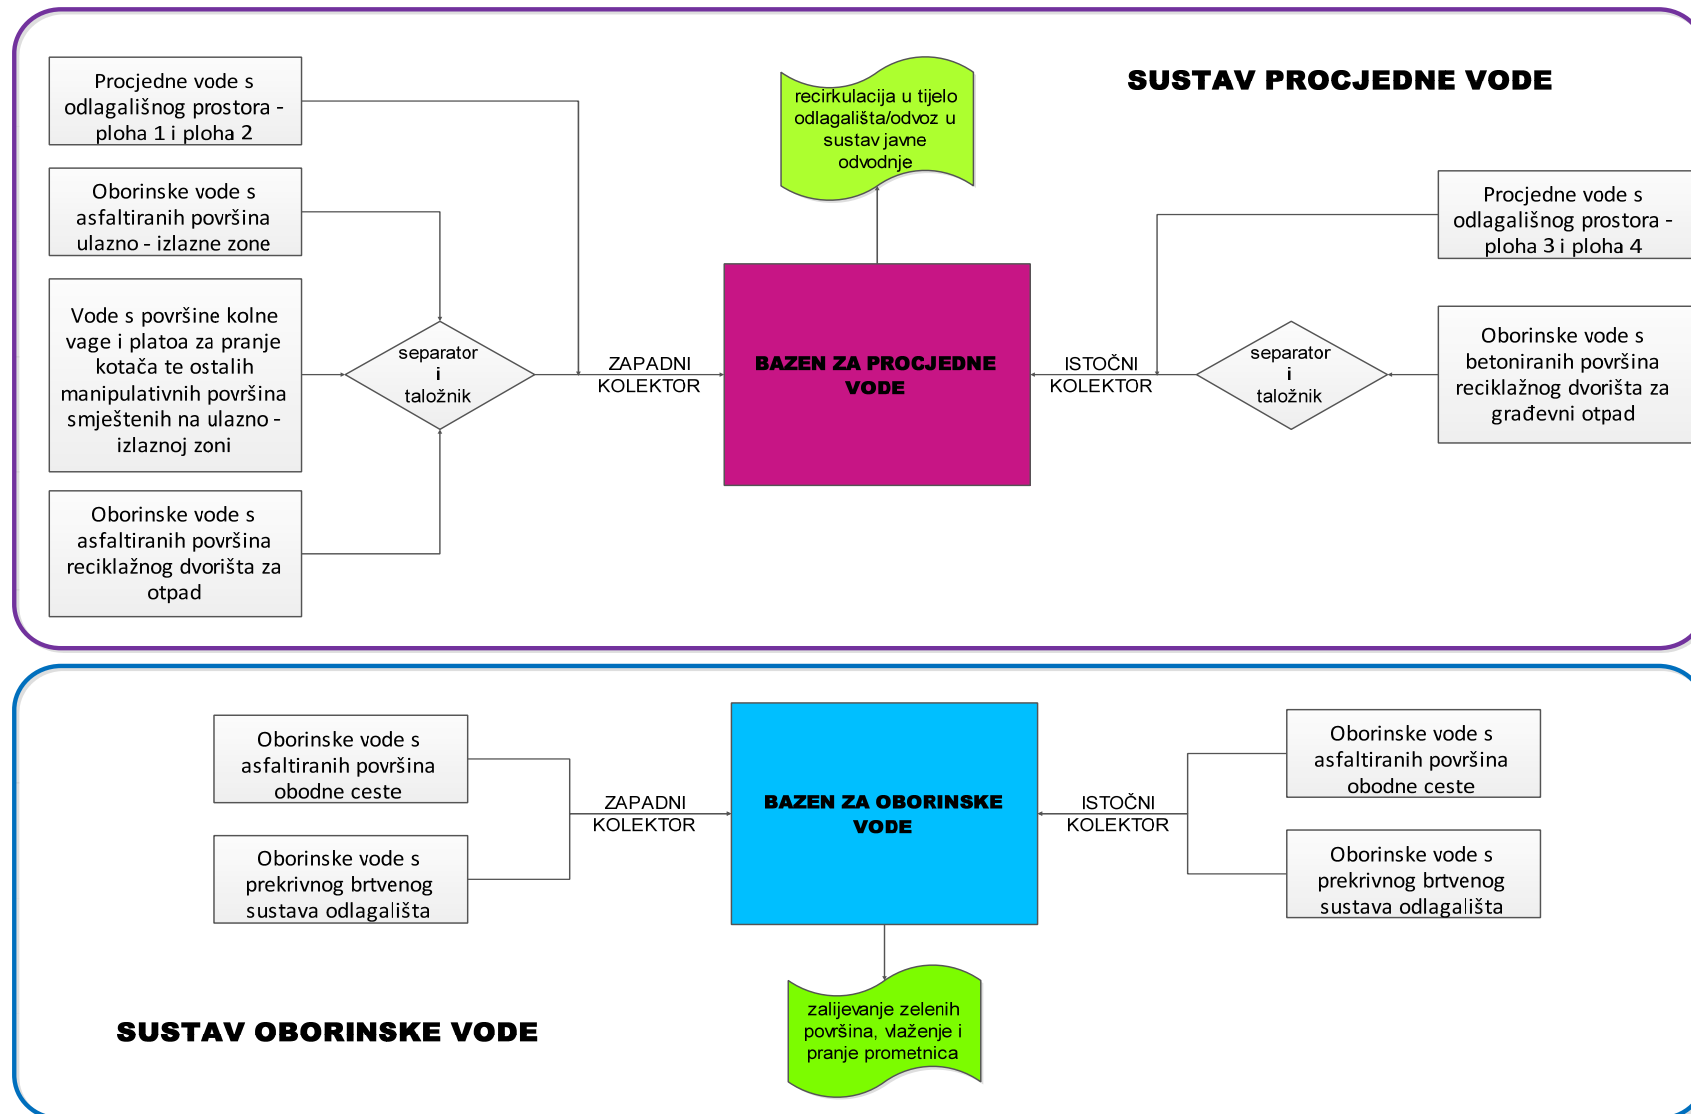 SUSTAV PROCJEDNE VODE
Procjedne vode s
odlagališnog prostora -
ploha 1 i ploha 2
Oborinske vode s
asfaltiranih površina
ulazno - izlazne zone
Vode s površine kolne
vage i platoa za pranje
kotača te ostalih
manipulativnih površina
smještenih na ulazno -
izlaznoj zoni
Oborinske vode s
asfaltiranih površina
reciklažnog dvorišta za
otpad
separator
i
taložnik
ZAPADNI
KOLEKTOR
recirkulacija u tijelo
odlagališta/odvoz u
sustav javne
odvodnje
BAZEN ZA PROCJEDNE
VODE
ISTOČNI
KOLEKTOR
separator
i
taložnik
Procjedne vode s
odlagališnog prostora -
ploha 3 i ploha 4
Oborinske vode s
betoniranih površina
reciklažnog dvorišta za
građevni otpad
Oborinske vode s
asfaltiranih površina
obodne ceste
Oborinske vode s
prekrivnog brtvenog
sustava odlagališta
ZAPADNI
KOLEKTOR
BAZEN ZA OBORINSKE
VODE
ISTOČNI
KOLEKTOR
Oborinske vode s
asfaltiranih površina
obodne ceste
Oborinske vode s
prekrivnog brtvenog
sustava odlagališta
zalijevanje zelenih
površina, vlaženje i
pranje prometnica
SUSTAV OBORINSKE VODE